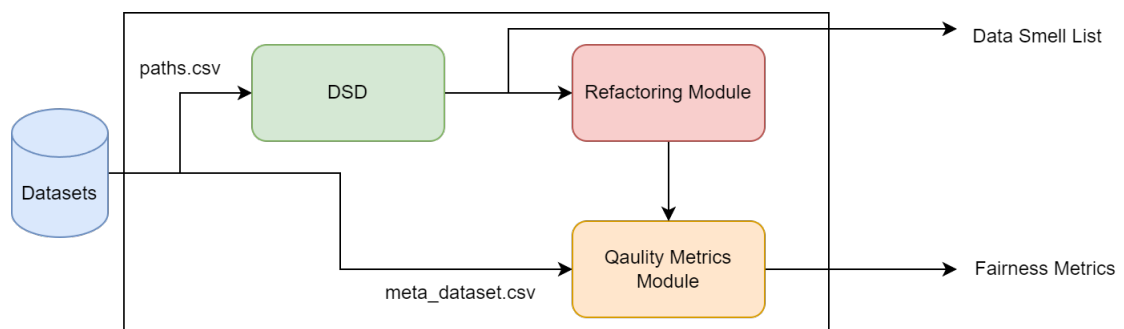 Data Smell List
paths.csv
DSD
Refactoring Module
Datasets
Qaulity Metrics
Module
Fairness Metrics
meta_dataset.csv